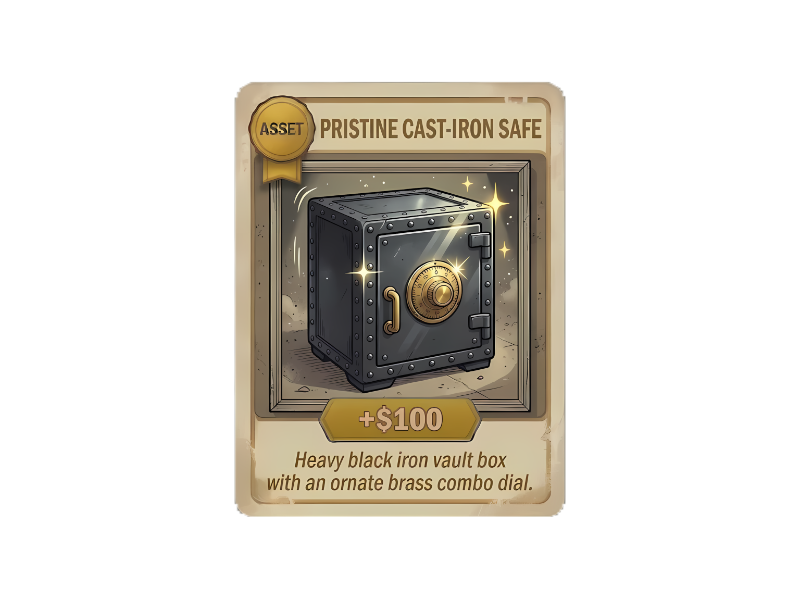 ASSET
PRISTINE CAST-IRON SAFE
+$100
Heavy black iron vault box
with an ornate brass combo dial.